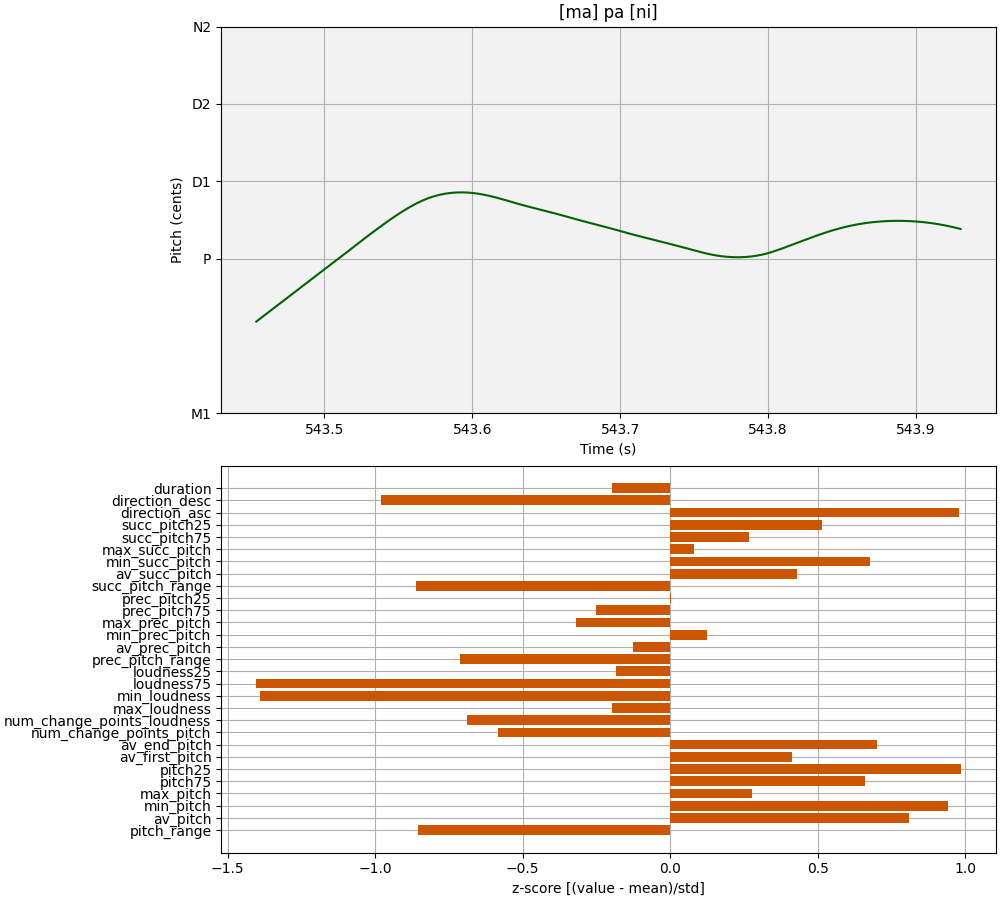 [ma] pa [ni]
N2
D2
D1
P
M1
Pitch (cents)
543.5 543.6 543.7 543.8 543.9
Time (s)
duration
direction_desc
direction_asc
succ_pitch25
succ_pitch75
max_succ_pitch
min_succ_pitch
av_succ_pitch
succ_pitch_range
prec_pitch25
prec_pitch75
max_prec_pitch
min_prec_pitch
av_prec_pitch
prec_pitch_range
loudness25
loudness75
min_loudness
max_loudness
num_change_points_loudness
num_change_points_pitch
av_end_pitch
av_first_pitch
pitch25
pitch75
max_pitch
min_pitch
av_pitch
pitch_range
−1.5 −1.0 −0.5 0.0 0.5 1.0
z-score [(value - mean)/std]